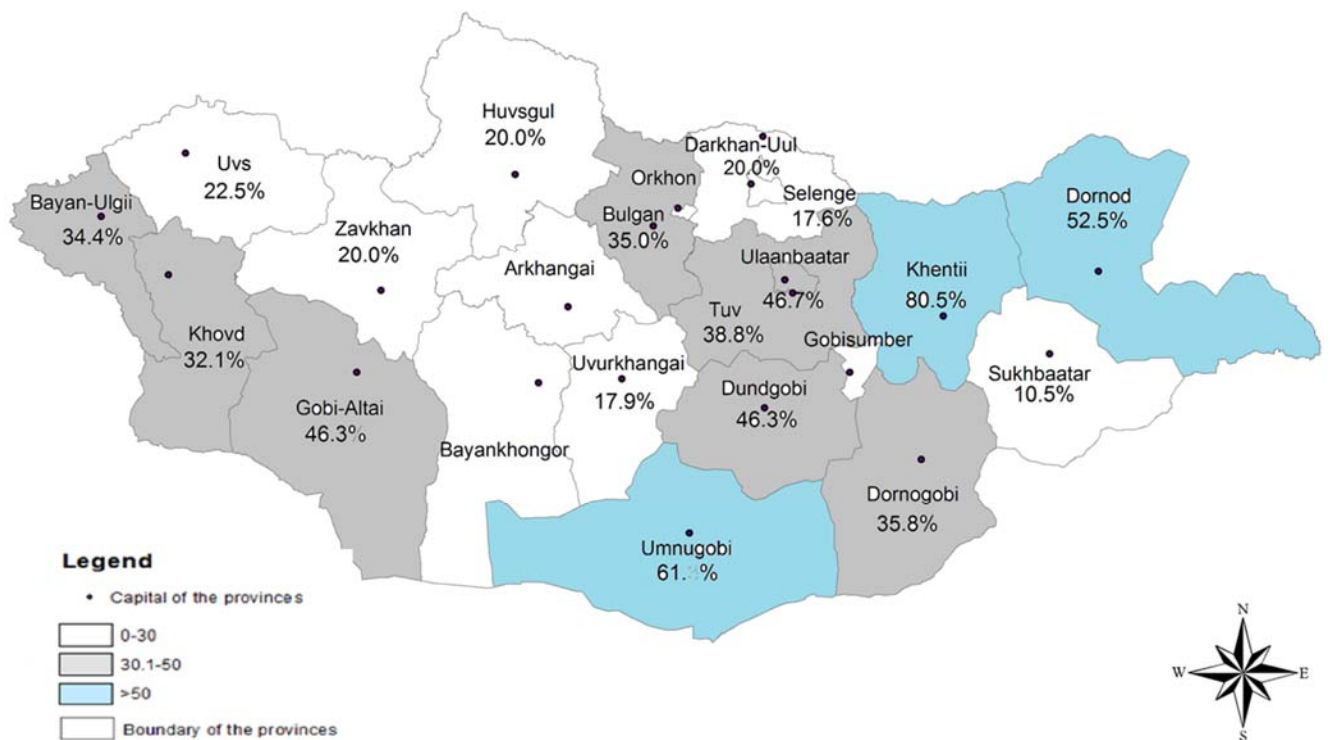 Huvsgul
20.0%
Uvs
22.5%
Darkhan-Uul
20.0%
Orkhon
Selenge
17.6%
Bayan-Ulgii
34.4%
Dornod
52.5%
Bulgan
35.0%
Zavkhan
20.0%
Ulaanbaatar
46.7%
Arkhangai
Khentii
80.5%
Tuv
38.8%
Khovd
32.1%
Gobisumber
Uvurkhangai
17.9%
Sukhbaatar
10.5%
Dundgobi
46.3%
Gobi-Altai
46.3%
Bayankhongor
Dornogobi
35.8%
Umnugobi
Legend
Capital of the provinces
0-30
30.1-50
>50
Boundary of the provinces
N
W
E
S